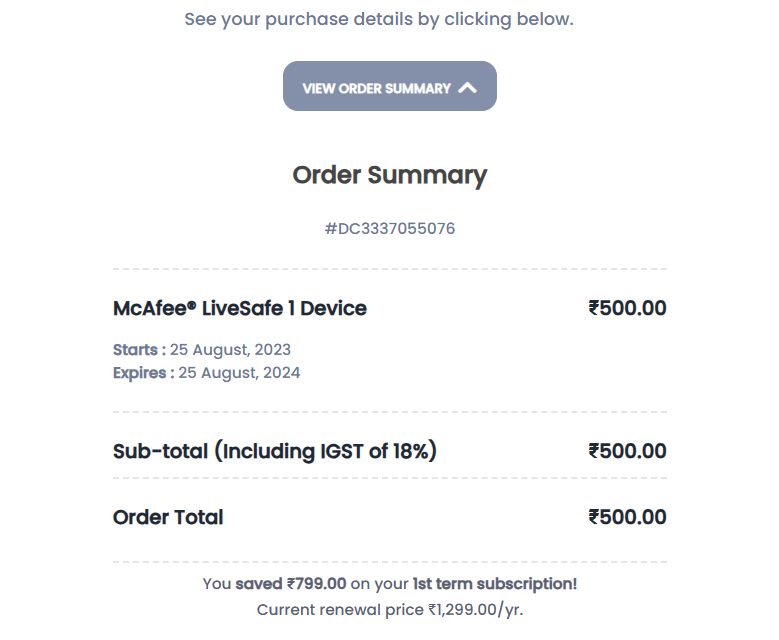 See your purchase details by clicking below.
VIEW ORDER SUMMARY
Order Summary
#DC3337055076
McAfee® LiveSafe 1 Device ₹500.00
Starts : 25 August, 2023
Expires : 25 August, 2024
Sub-total (Including IGST of 18%) ₹500.00
Order Total ₹500.00
You saved ₹799.00 on your 1st term subscription!
Current renewal price ₹1,299.00/yr.